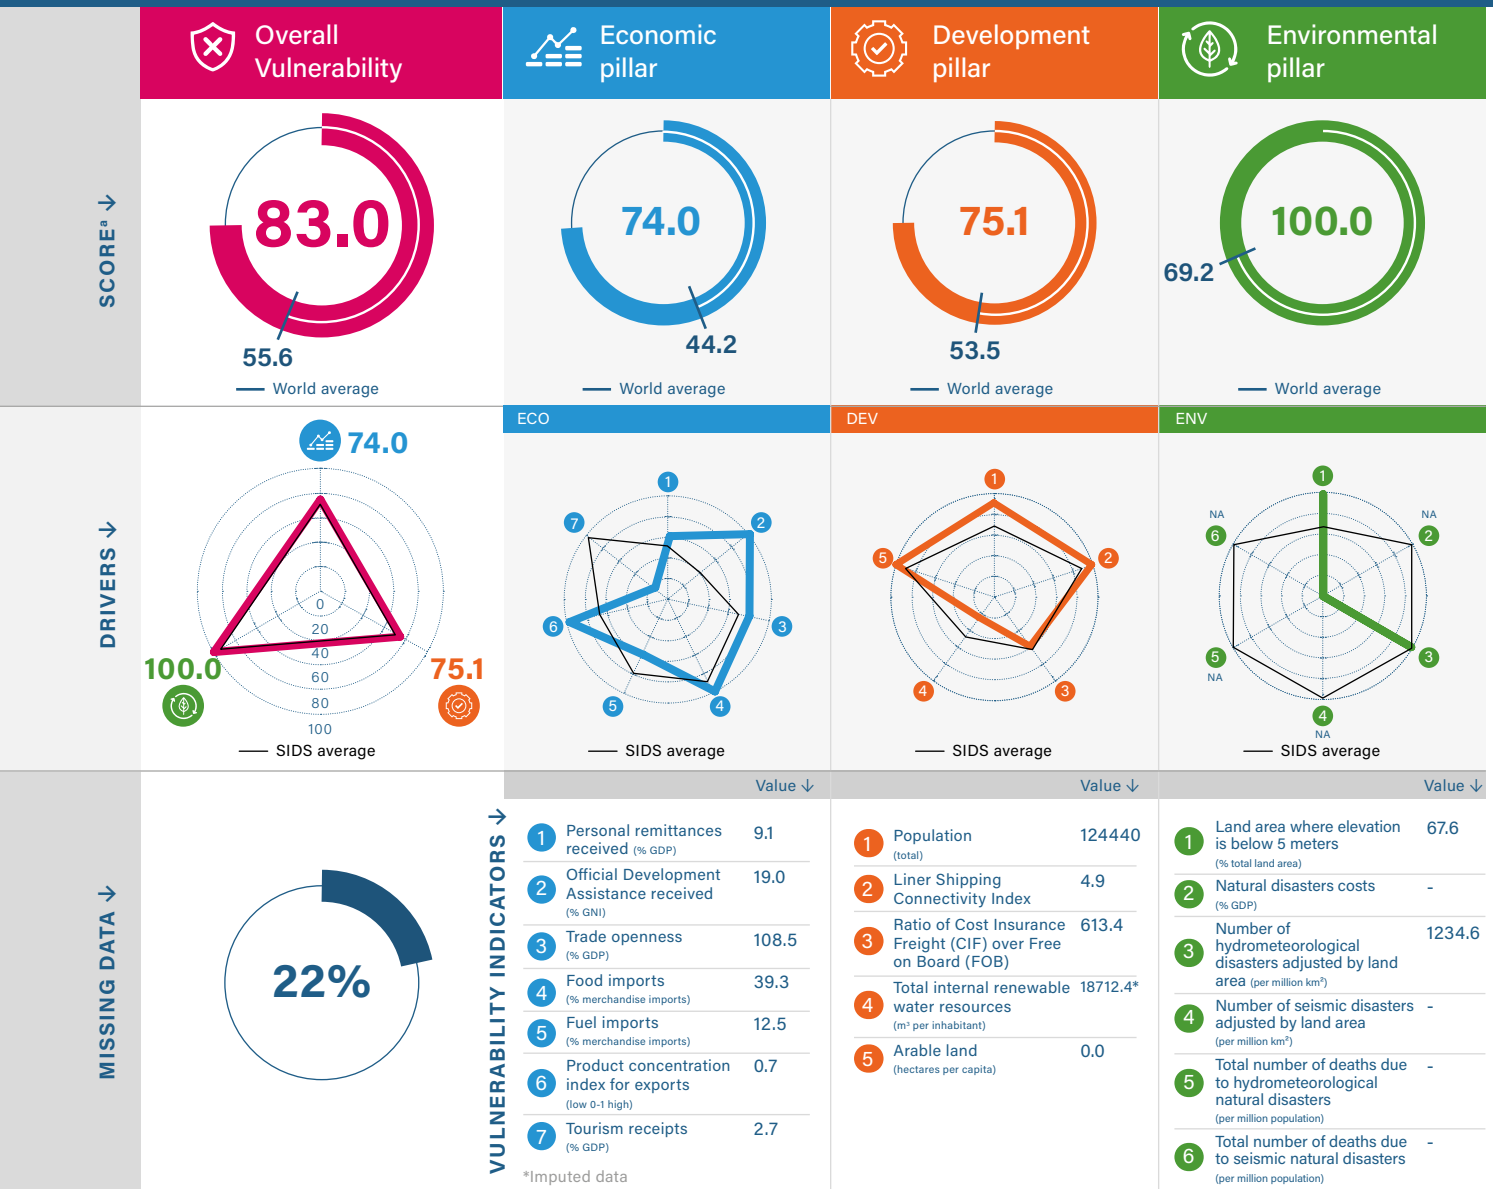 Overall
Vulnerability
Economic
pillar
Development
pillar
Environmental
pillar
SCOREª →
83.0
55.6
World average
74.0
44.2
World average
75.1
53.5
World average
100.0
69.2
World average
DRIVERS →
74.0
0
20
40
60
80
100
100.0
75.1
SIDS average
ECO
1
2
3
4
5
6
7
SIDS average
DEV
1
2
3
4
5
SIDS average
ENV
1
NA
2
3
4
NA
5
NA
NA
6
SIDS average
MISSING DATA →
22%
VULNERABILITY INDICATORS →
Value ↓
1 Personal remittances 9.1
received (% GDP)
2 Official Development 19.0
Assistance received
(% GNI)
3 Trade openness 108.5
(% GDP)
4 Food imports 39.3
(% merchandise imports)
5 Fuel imports 12.5
(% merchandise imports)
6 Product concentration 0.7
index for exports
(low 0-1 high)
7 Tourism receipts 2.7
(% GDP)
*Imputed data
Value ↓
1 Population 124440
(total)
2 Liner Shipping 4.9
Connectivity Index
3 Ratio of Cost Insurance 613.4
Freight (CIF) over Free
on Board (FOB)
4 Total internal renewable 18712.4*
water resources
(m³ per inhabitant)
5 Arable land 0.0
(hectares per capita)
Value ↓
1 Land area where elevation 67.6
is below 5 meters
(% total land area)
2 Natural disasters costs -
(% GDP)
3 Number of 1234.6
hydrometeorological
disasters adjusted by land
area (per million km²)
4 Number of seismic disasters -
adjusted by land area
(per million km²)
5 Total number of deaths due -
to hydrometeorological
natural disasters
(per million population)
6 Total number of deaths due -
to seismic natural disasters
(per million population)